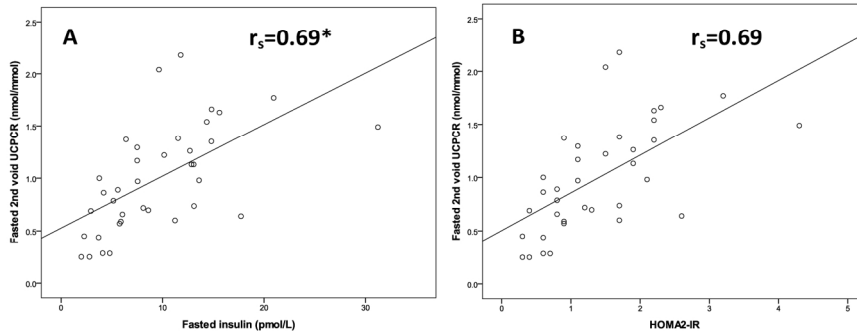 A
rs=0.69*
Fasted 2nd void UCPCR (nmol/mmol)
2.5
2.0
1.5
1.0
0.5
0.0
0
10
20
30
Fasted insulin (pmol/L)
B
rs=0.69
Fasted 2nd void UCPCR (nmol/mmol)
2.5
2.0
1.5
1.0
0.5
0.0
0
1
2
3
4
5
HOMA2-IR